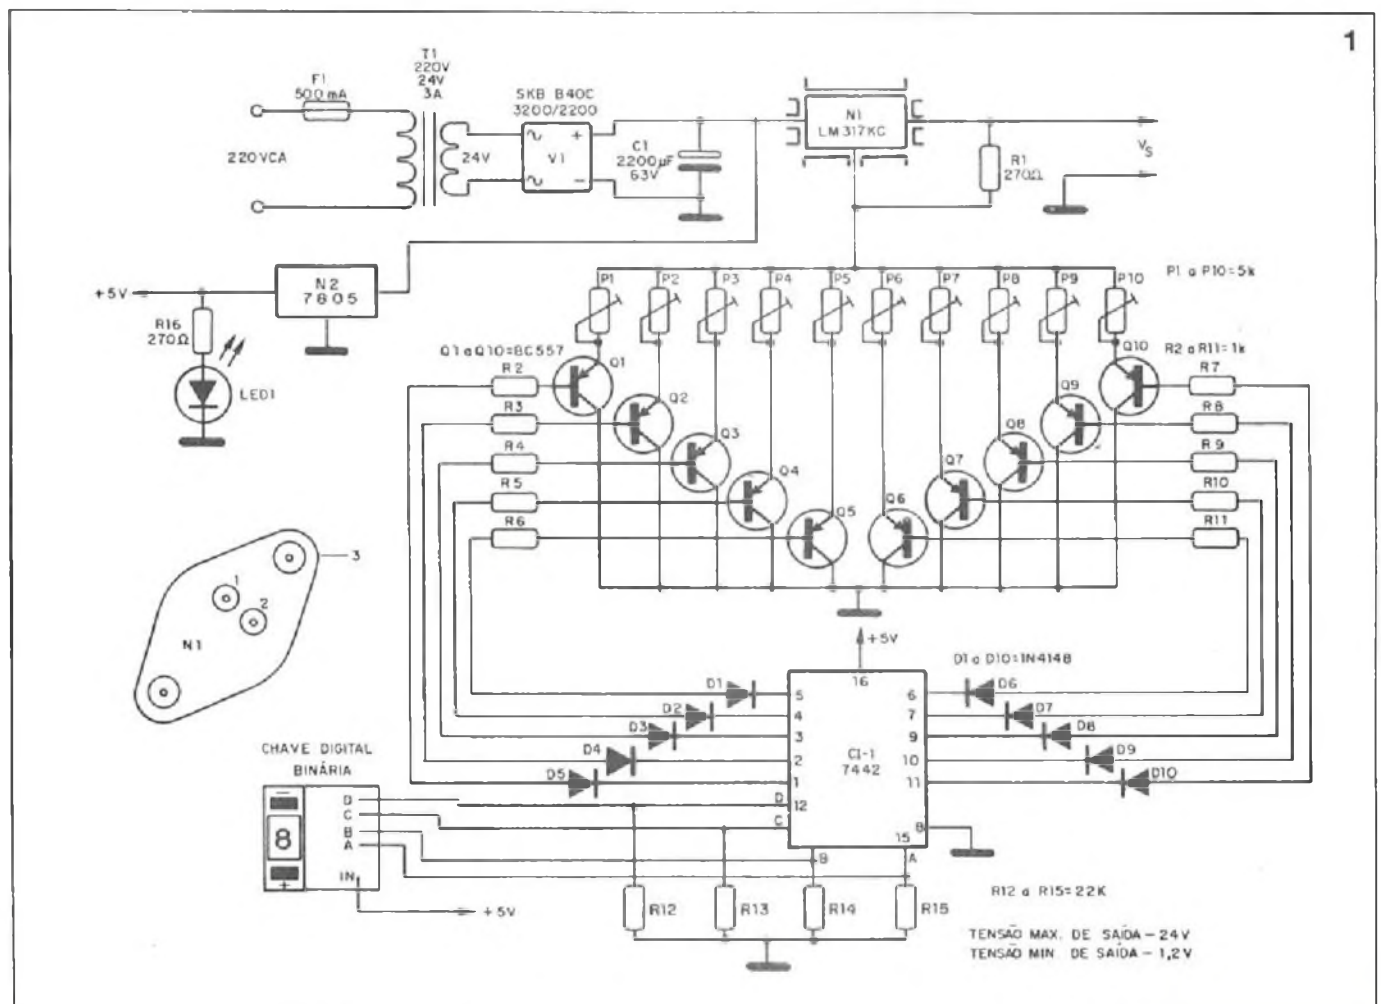 1
T1
220V
24V
3A
F1
500mA
SKB B40C
3200/2200
N1
LM317KC
220VCA
24V
V1
+
−
C1
2200µF
63V
R1
270Ω
VS
+5V
N2
7805
R16
270Ω
LED1
P1
P2
P3
P4
P5
P6
P7
P8
P9
P10
P1 a P10=5k
Q1 a Q10=BC557
R2 a R11=1k
R2
R3
R4
R5
R6
Q1
Q2
Q3
Q4
Q5
Q6
Q7
Q8
Q9
Q10
R7
R8
R9
R10
R11
3
1
2
N1
+5V
16
D1 a D10=1N4148
D1
D2
D3
D4
D5
5
4
3
2
1
CI-1
7442
6
7
9
10
11
D6
D7
D8
D9
D10
CHAVE DIGITAL
BINÁRIA
−
8
+
D
C
B
A
IN
+5V
D
12
C
B
15
A
8
R12
R13
R14
R15
R12 a R15=22K
TENSÃO MAX. DE SAÍDA – 24V
TENSÃO MIN. DE SAÍDA – 1,2V